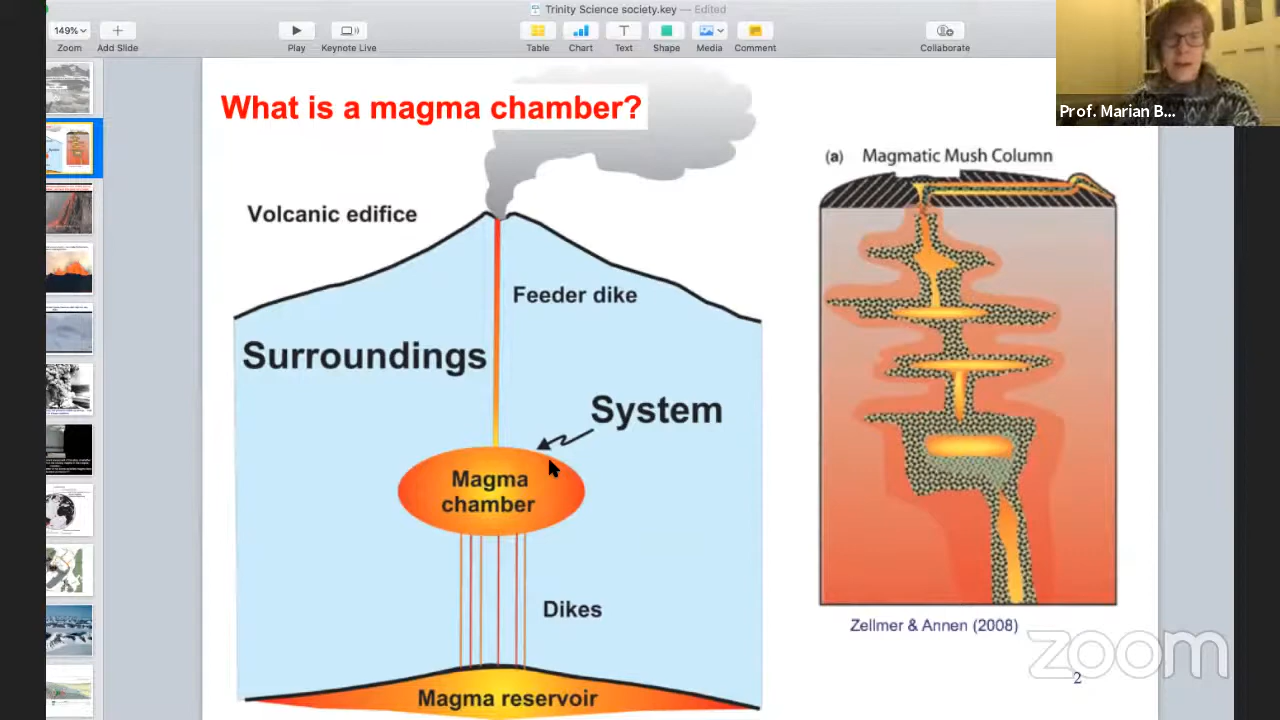 Trinity Science society.key — Edited
149%
Zoom
Add Slide
Play
Keynote Live
Table
Chart
Text
Shape
Media
Comment
Collaborate
Prof. Marian B...
What is a magma chamber?
Volcanic edifice
Feeder dike
Surroundings
System
Magma
chamber
Dikes
Magma reservoir
(a) Magmatic Mush Column
Zellmer & Annen (2008)
zoom
2